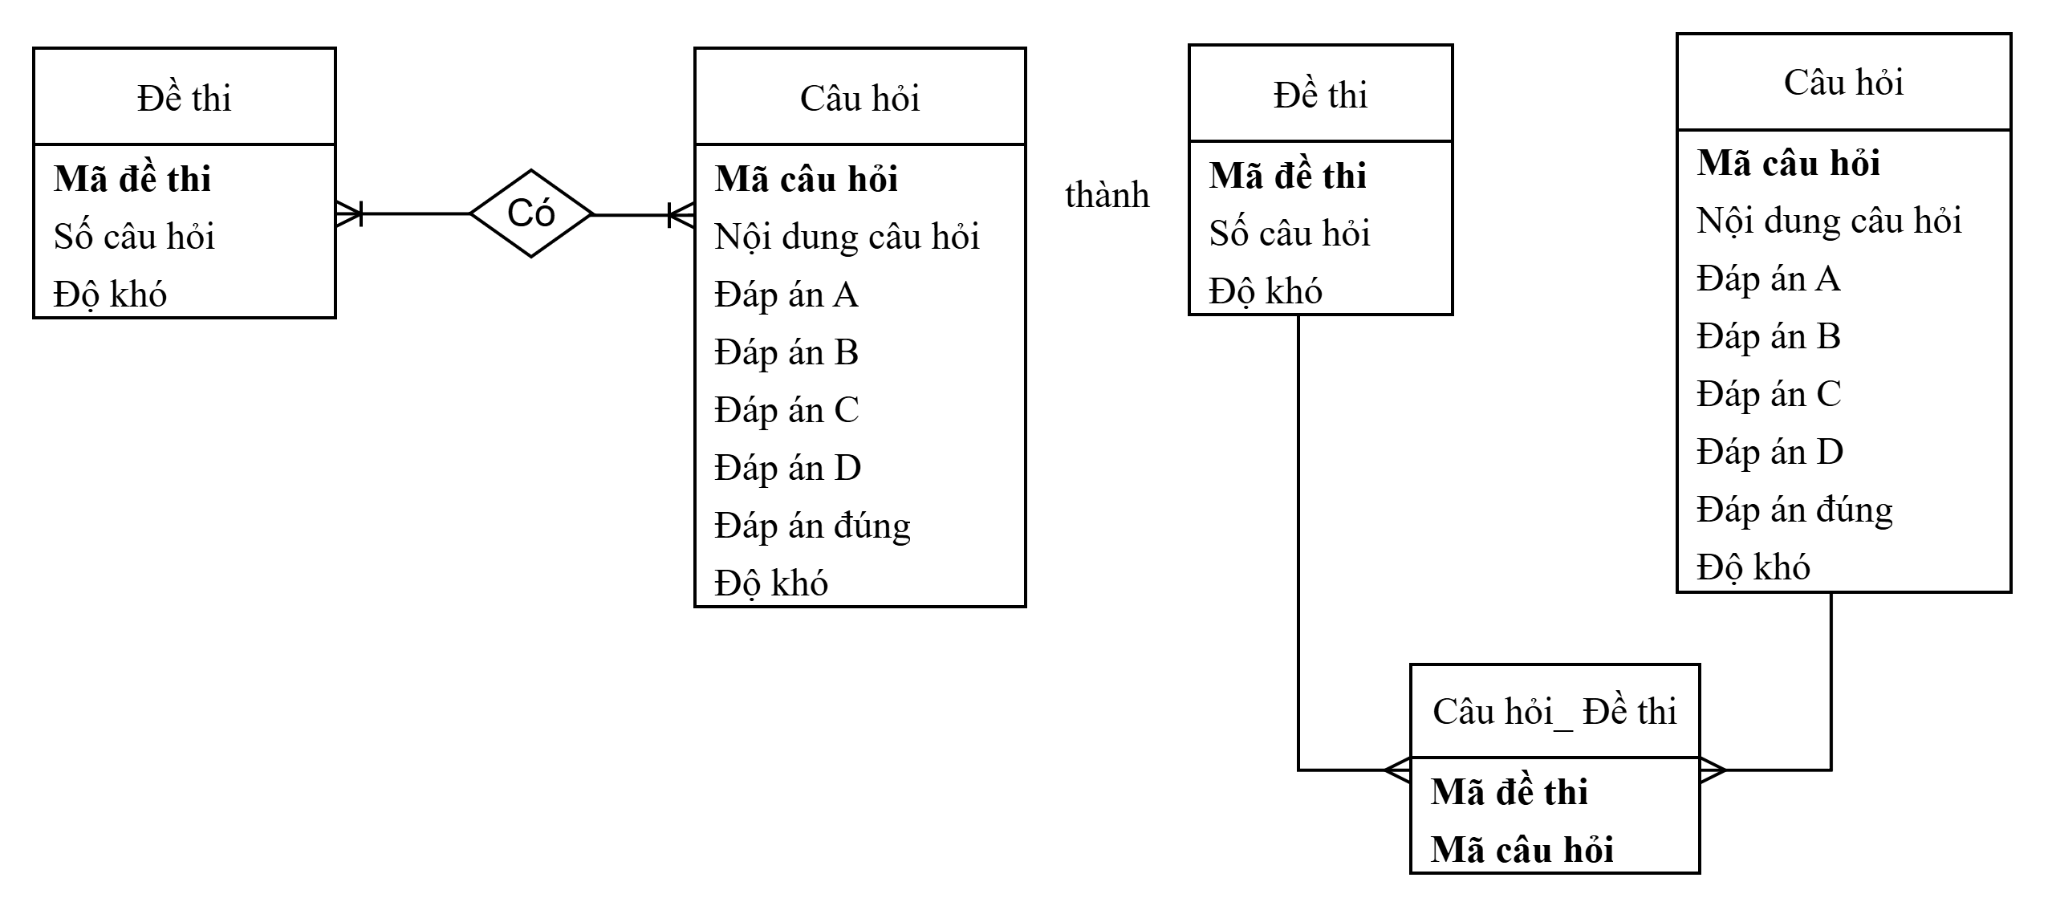 Đề thi
Mã đề thi
Số câu hỏi
Độ khó
Có
Câu hỏi
Mã câu hỏi
Nội dung câu hỏi
Đáp án A
Đáp án B
Đáp án C
Đáp án D
Đáp án đúng
Độ khó
thành
Đề thi
Mã đề thi
Số câu hỏi
Độ khó
Câu hỏi
Mã câu hỏi
Nội dung câu hỏi
Đáp án A
Đáp án B
Đáp án C
Đáp án D
Đáp án đúng
Độ khó
Câu hỏi_ Đề thi
Mã đề thi
Mã câu hỏi